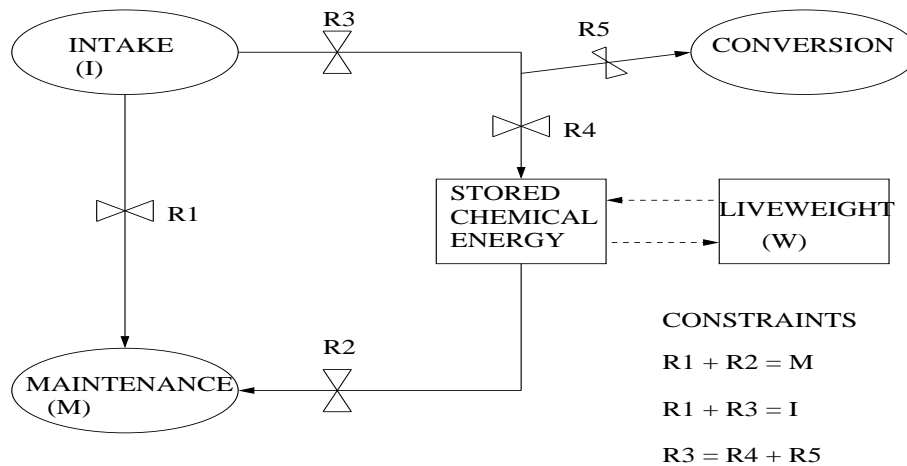 R3
R5
INTAKE
(I)
CONVERSION
R4
R1
STORED
CHEMICAL
ENERGY
LIVEWEIGHT
(W)
R2
MAINTENANCE
(M)
CONSTRAINTS
R1 + R2 = M
R1 + R3 = I
R3 = R4 + R5